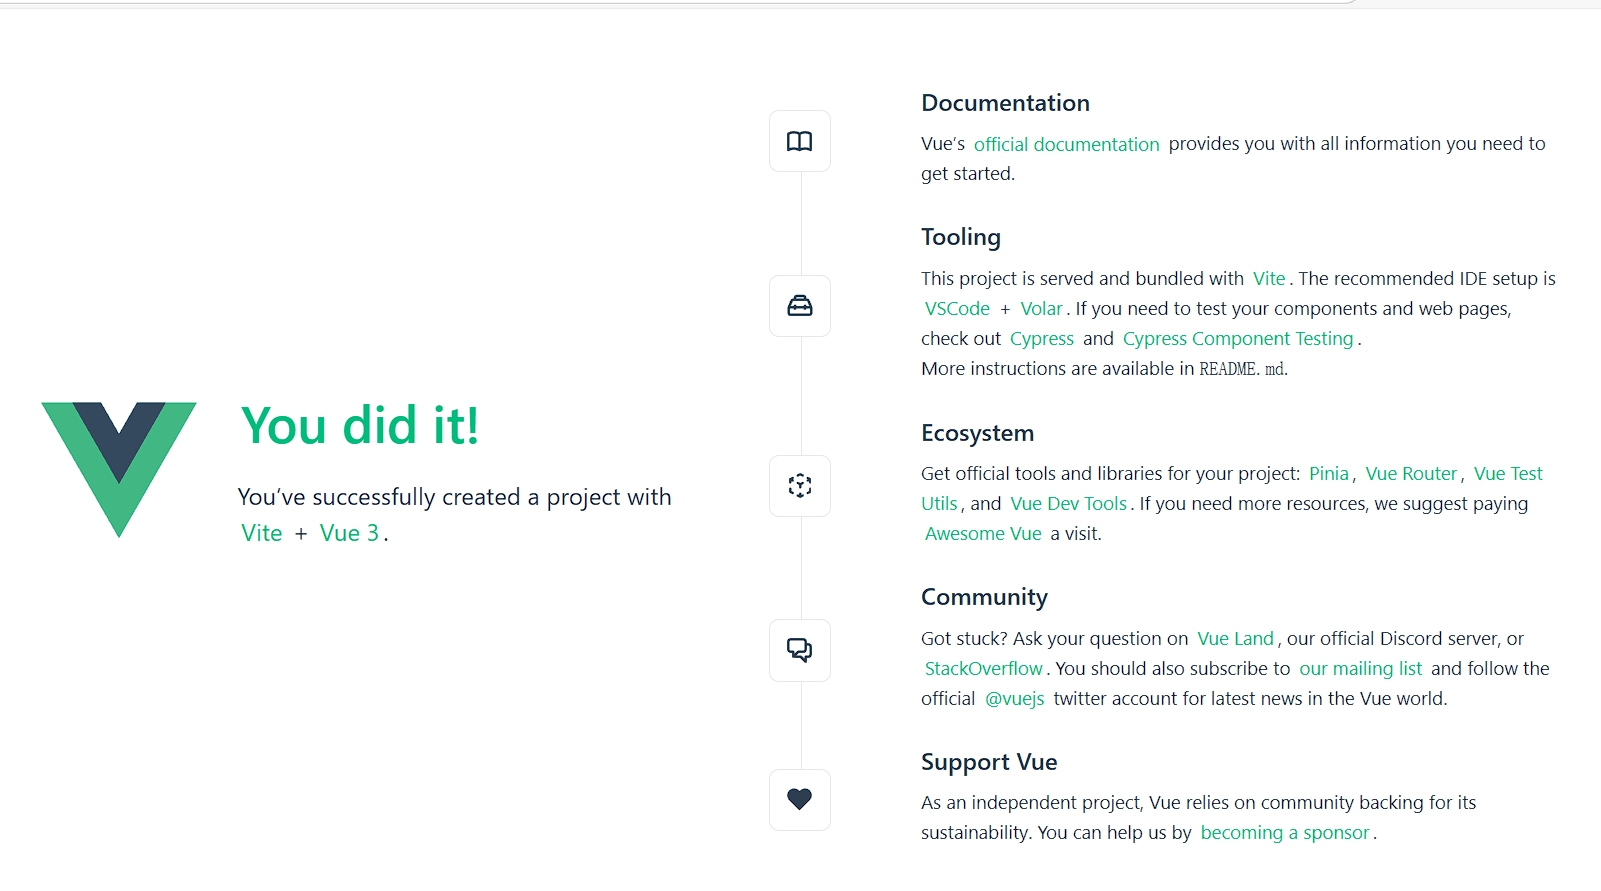 You did it!
You’ve successfully created a project with
Vite + Vue 3.
Documentation
Vue’s official documentation provides you with all information you need to
get started.
Tooling
This project is served and bundled with Vite. The recommended IDE setup is
VSCode + Volar. If you need to test your components and web pages,
check out Cypress and Cypress Component Testing.
More instructions are available in README.md.
Ecosystem
Get official tools and libraries for your project: Pinia, Vue Router, Vue Test
Utils, and Vue Dev Tools. If you need more resources, we suggest paying
Awesome Vue a visit.
Community
Got stuck? Ask your question on Vue Land, our official Discord server, or
StackOverflow. You should also subscribe to our mailing list and follow the
official @vuejs twitter account for latest news in the Vue world.
Support Vue
As an independent project, Vue relies on community backing for its
sustainability. You can help us by becoming a sponsor.